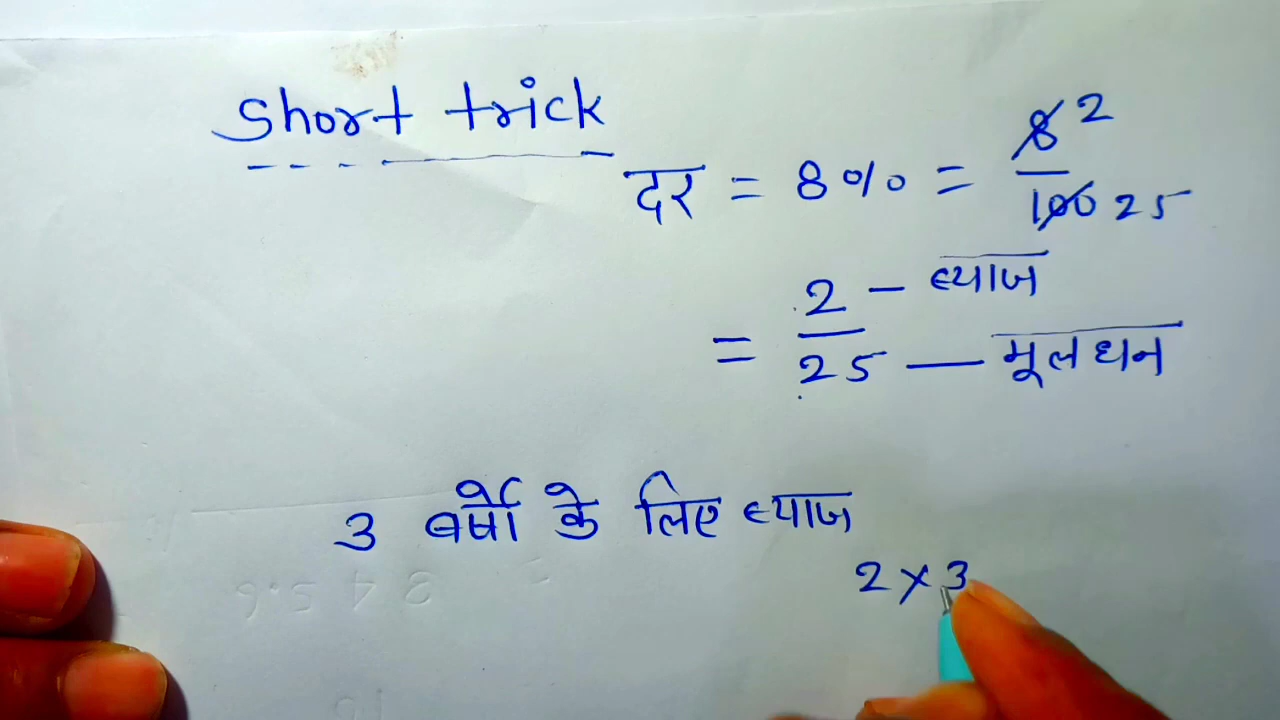 Short trick
दर = 8% = 8/100 2 25
= 2/25 – ब्याज – मूलधन
3 वर्षो के लिए ब्याज
2 × 3